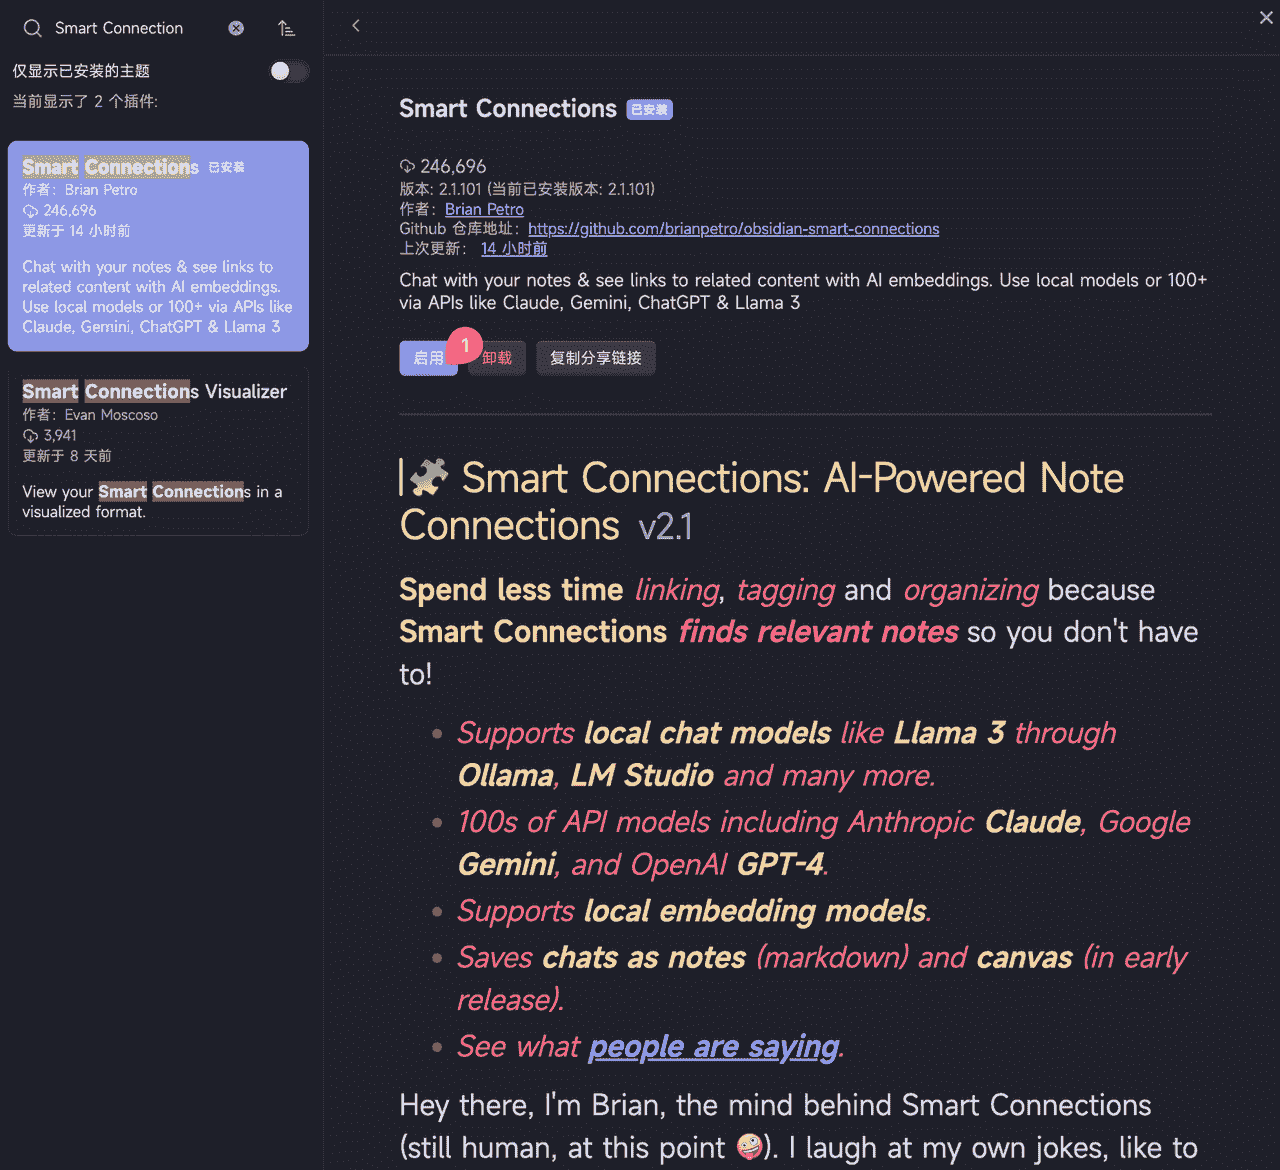 Smart Connection
仅显示已安装的主题
当前显示了 2 个插件:
Smart Connections 已安装
作者: Brian Petro
246,696
更新于 14 小时前
Chat with your notes & see links to
related content with AI embeddings.
Use local models or 100+ via APIs like
Claude, Gemini, ChatGPT & Llama 3
Smart Connections Visualizer
作者: Evan Moscoso
3,941
更新于 8 天前
View your Smart Connections in a
visualized format.
Smart Connections 已安装
246,696
版本: 2.1.101 (当前已安装版本: 2.1.101)
作者: Brian Petro
Github 仓库地址: https://github.com/brianpetro/obsidian-smart-connections
上次更新: 14 小时前
Chat with your notes & see links to related content with AI embeddings. Use local models or 100+
via APIs like Claude, Gemini, ChatGPT & Llama 3
启用 1 卸载 复制分享链接
Smart Connections: AI-Powered Note
Connections v2.1
Spend less time linking, tagging and organizing because
Smart Connections finds relevant notes so you don't have
to!
Supports local chat models like Llama 3 through
Ollama, LM Studio and many more.
100s of API models including Anthropic Claude, Google
Gemini, and OpenAI GPT-4.
Supports local embedding models.
Saves chats as notes (markdown) and canvas (in early
release).
See what people are saying.
Hey there, I'm Brian, the mind behind Smart Connections
(still human, at this point 🤪). I laugh at my own jokes, like to